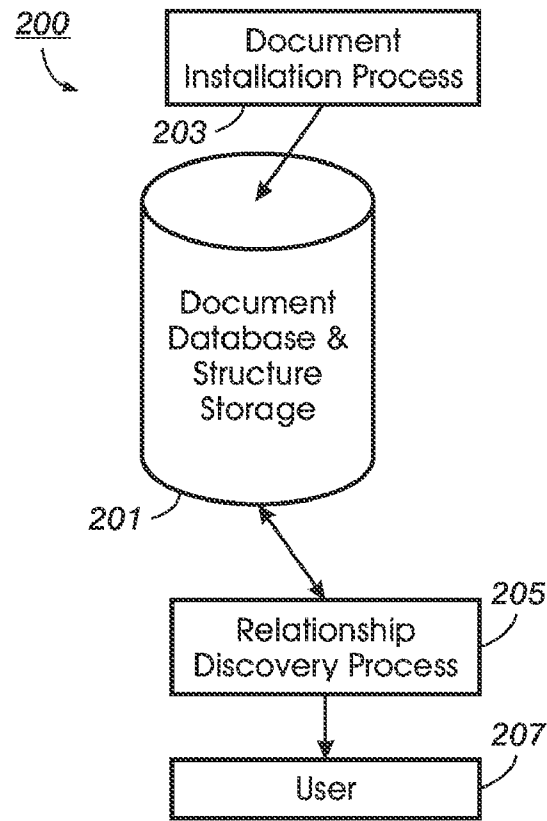 200
Document
Installation Process
203
Document
Database &
Structure
Storage
201
205
Relationship
Discovery Process
207
User